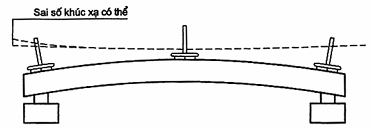 Sai số khúc xạ có thể